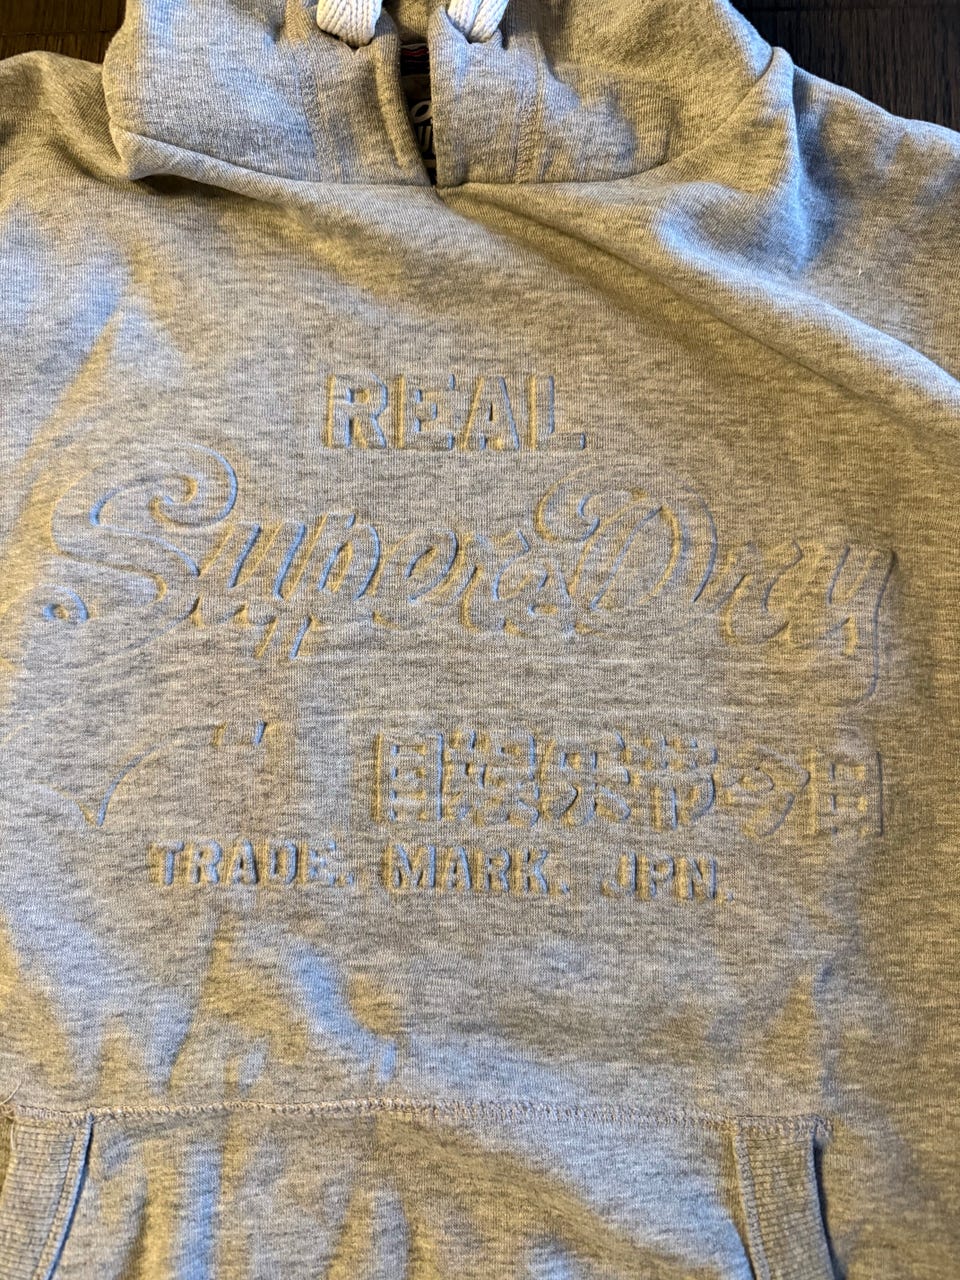 REAL
SuperDry
TRADE. MARK. JPN.